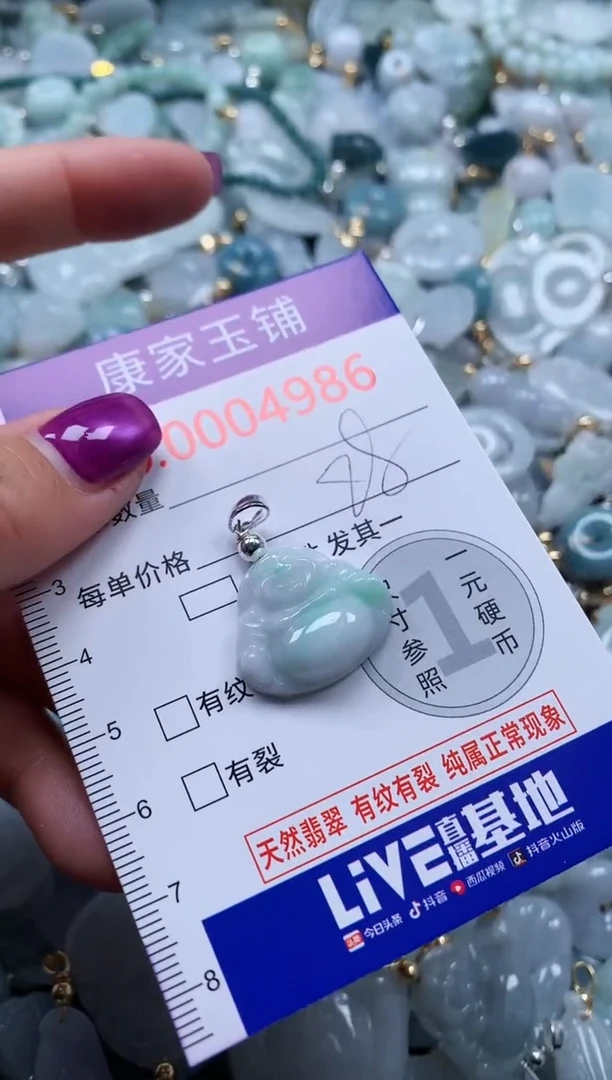 康家玉铺
.0004986
数量
88
每单价格 发其一
有纹
有裂
一元硬币
1
寸参照
天然翡翠 有纹有裂 纯属正常现象
LiVE直播基地
今日头条 抖音 西瓜视频 抖音火山版
3
4
5
6
7
8